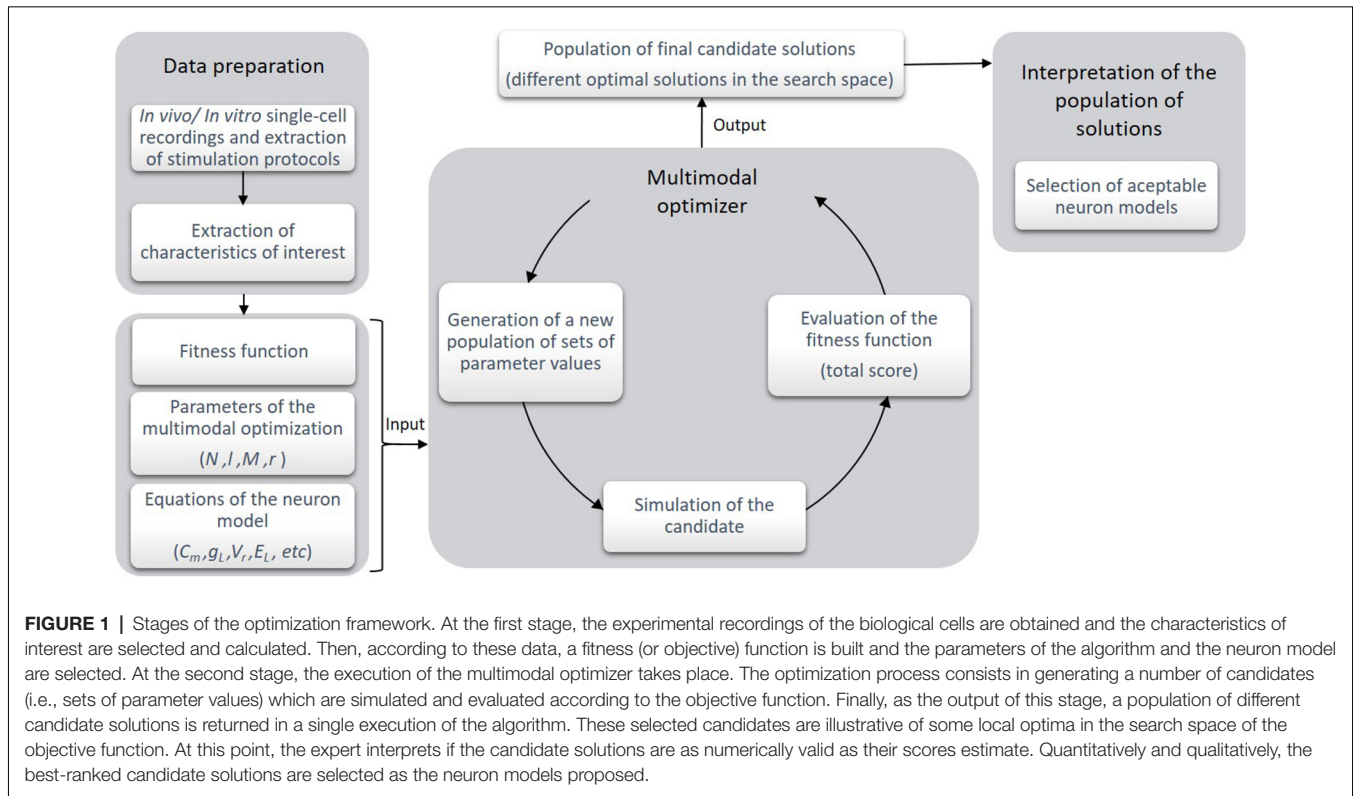 Data preparation
In vivo/ In vitro single-cell
recordings and extraction
of stimulation protocols
Extraction of
characteristics of interest
Fitness function
Parameters of the
multimodal optimization
(N ,l ,M ,r )
Equations of the neuron
model
(Cm,gL,Vr,EL, etc)
Input
Multimodal
optimizer
Generation of a new
population of sets of
parameter values
Simulation of the
candidate
Evaluation of the
fitness function
(total score)
Output
Population of final candidate solutions
(different optimal solutions in the search space)
Interpretation of the
population of
solutions
Selection of aceptable
neuron models
FIGURE 1 | Stages of the optimization framework. At the first stage, the experimental recordings of the biological cells are obtained and the characteristics of
interest are selected and calculated. Then, according to these data, a fitness (or objective) function is built and the parameters of the algorithm and the neuron model
are selected. At the second stage, the execution of the multimodal optimizer takes place. The optimization process consists in generating a number of candidates
(i.e., sets of parameter values) which are simulated and evaluated according to the objective function. Finally, as the output of this stage, a population of different
candidate solutions is returned in a single execution of the algorithm. These selected candidates are illustrative of some local optima in the search space of the
objective function. At this point, the expert interprets if the candidate solutions are as numerically valid as their scores estimate. Quantitatively and qualitatively, the
best-ranked candidate solutions are selected as the neuron models proposed.